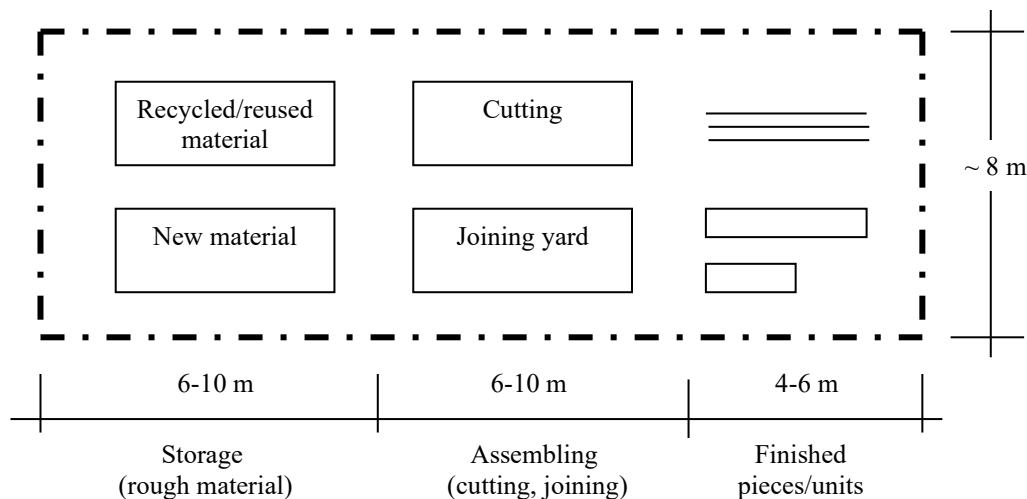 Recycled/reused
material
Cutting
~ 8 m
New material
Joining yard
6-10 m
6-10 m
4-6 m
Storage
(rough material)
Assembling
(cutting, joining)
Finished
pieces/units